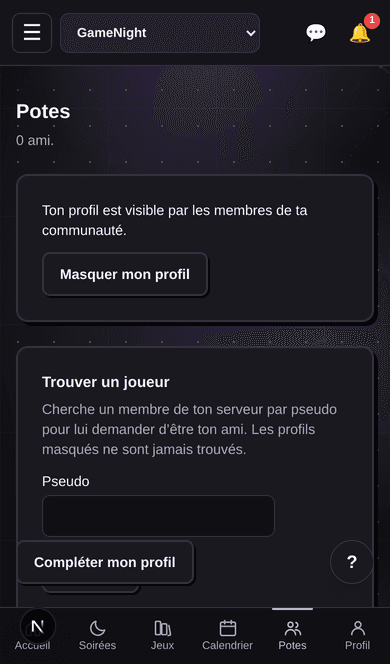 GameNight
1
Potes
0 ami.
Ton profil est visible par les membres de ta
communauté.
Masquer mon profil
Trouver un joueur
Cherche un membre de ton serveur par pseudo
pour lui demander d'être ton ami. Les profils
masqués ne sont jamais trouvés.
Pseudo
Compléter mon profil
?
N
Accueil
Soirées
Jeux
Calendrier
Potes
Profil